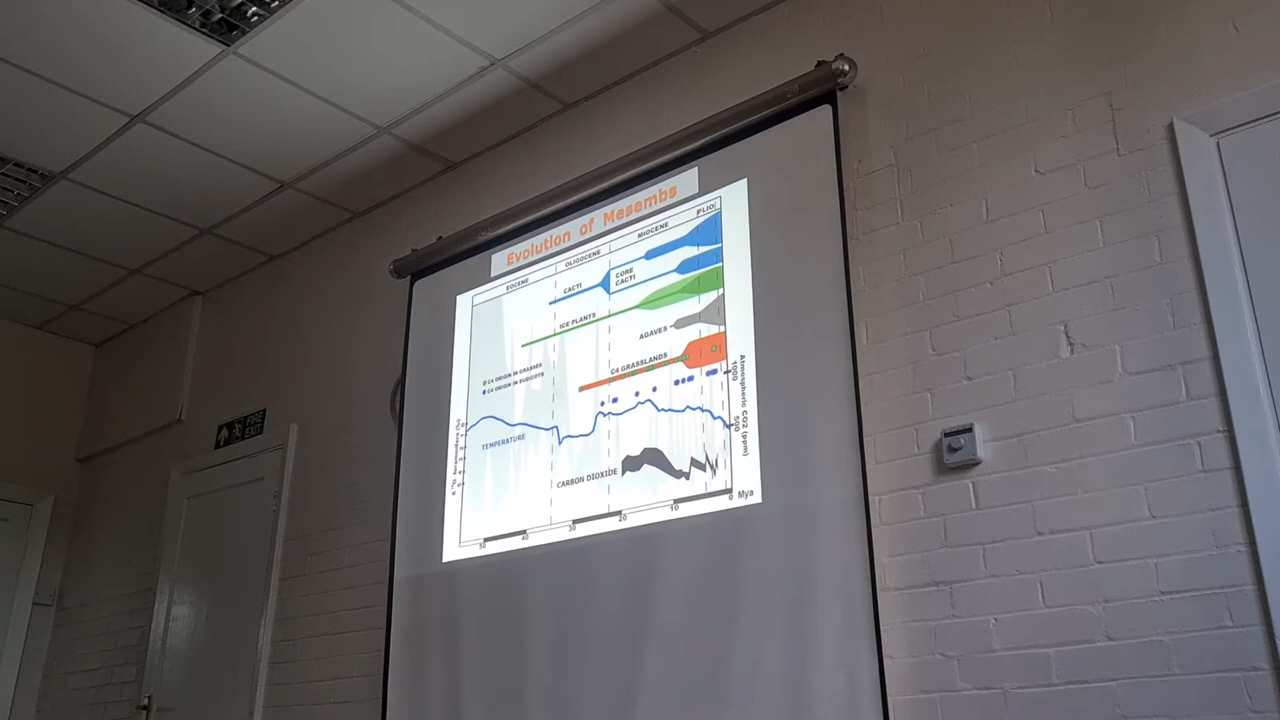 Evolution of Mesembs
EOCENE
OLIGOCENE
MIOCENE
PLIO
CACTI
CORE
CACTI
ICE PLANTS
AGAVES
C4 GRASSLANDS
C4 ORIGIN IN GRASSES
C4 ORIGIN IN EUDICOTS
TEMPERATURE
CARBON DIOXIDE
1000
500
Atmospheric CO2 (ppm)
50
40
30
20
10
0
Mya
FIRE
EXIT